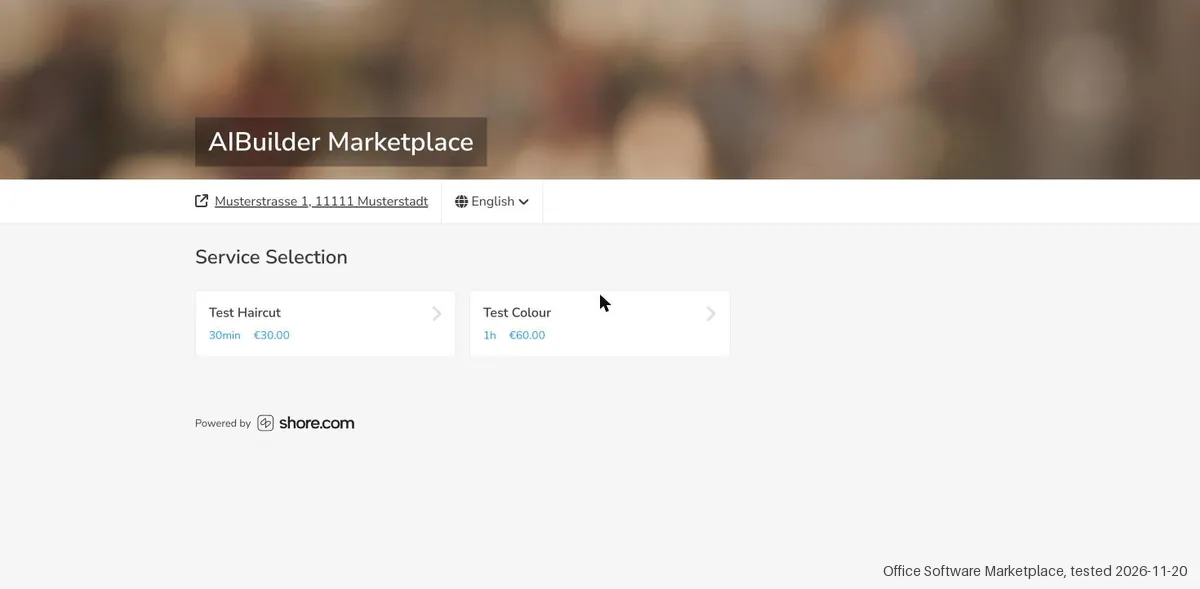 AIBuilder Marketplace
Musterstrasse 1, 11111 Musterstadt English
Service Selection
Test Haircut
30min €30.00
Test Colour
1h €60.00
Powered by shore.com
Office Software Marketplace, tested 2026-11-20